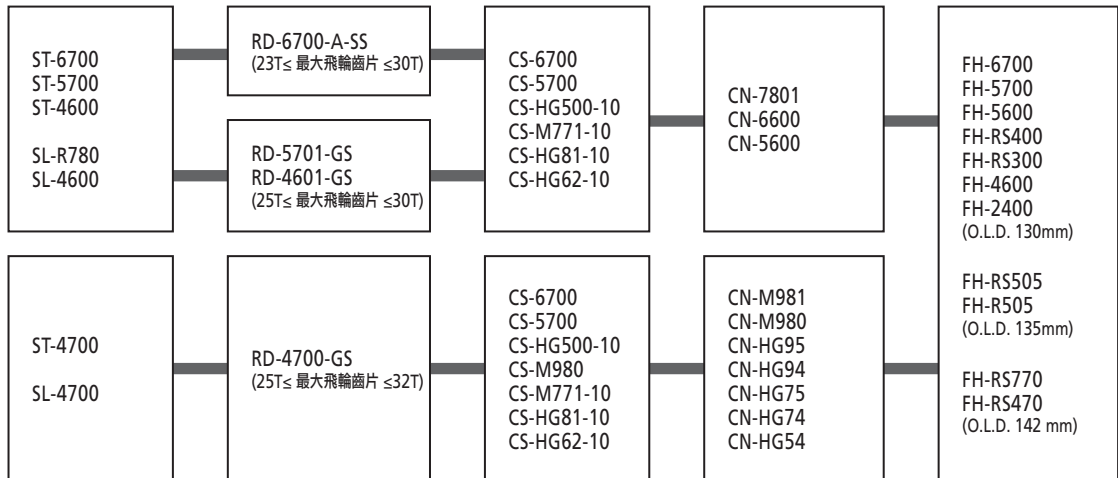 ST-6700
ST-5700
ST-4600
SL-R780
SL-4600
RD-6700-A-SS
(23T≤ 最大飛輪齒片 ≤30T)
RD-5701-GS
RD-4601-GS
(25T≤ 最大飛輪齒片 ≤30T)
CS-6700
CS-5700
CS-HG500-10
CS-M771-10
CS-HG81-10
CS-HG62-10
CN-7801
CN-6600
CN-5600
FH-6700
FH-5700
FH-5600
FH-RS400
FH-RS300
FH-4600
FH-2400
(O.L.D. 130mm)
FH-RS505
FH-R505
(O.L.D. 135mm)
FH-RS770
FH-RS470
(O.L.D. 142 mm)
ST-4700
SL-4700
RD-4700-GS
(25T≤ 最大飛輪齒片 ≤32T)
CS-6700
CS-5700
CS-HG500-10
CS-M980
CS-M771-10
CS-HG81-10
CS-HG62-10
CN-M981
CN-M980
CN-HG95
CN-HG94
CN-HG75
CN-HG74
CN-HG54